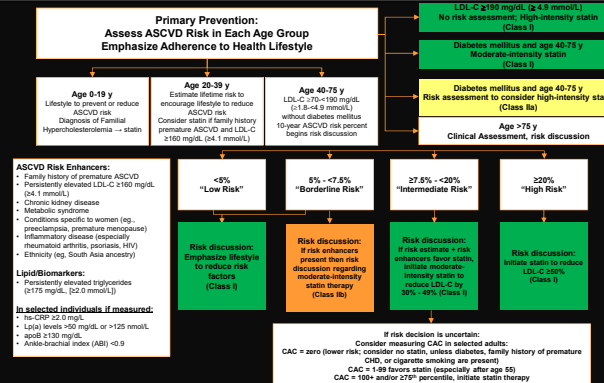 Primary Prevention:
Assess ASCVD Risk in Each Age Group
Emphasize Adherence to Health Lifestyle
LDL-C ≥190 mg/dL (≥ 4.9 mmol/L)
No risk assessment; High-intensity statin
(Class I)
Diabetes mellitus and age 40-75 y
Moderate-intensity statin
(Class I)
Diabetes mellitus and age 40-75 y
Risk assessment to consider high-intensity sta
(Class IIa)
Age >75 y
Clinical Assessment, risk discussion
Age 0-19 y
Lifestyle to prevent or reduce
ASCVD risk
Diagnosis of Familial
Hypercholesterolemia → statin
Age 20-39 y
Estimate lifetime risk to
encourage lifestyle to reduce
ASCVD risk
Consider statin if family history
premature ASCVD and LDL-C
≥160 mg/dL (≥4.1 mmol/L)
Age 40-75 y
LDL-C ≥70-<190 mg/dL
(≥1.8-<4.9 mmol/L)
without diabetes mellitus
10-year ASCVD risk percent
begins risk discussion
ASCVD Risk Enhancers:
• Family history of premature ASCVD
• Persistently elevated LDL-C ≥160 mg/dL
(≥4.1 mmol/L)
• Chronic kidney disease
• Metabolic syndrome
• Conditions specific to women (eg.,
preeclampsia, premature menopause)
• Inflammatory disease (especially
rheumatoid arthritis, psoriasis, HIV)
• Ethnicity (eg, South Asia ancestry)
Lipid/Biomarkers:
• Persistently elevated triglycerides
(≥175 mg/dL, [≥2.0 mmol/L])
In selected individuals if measured:
• hs-CRP ≥2.0 mg/L
• Lp(a) levels >50 mg/dL or >125 nmol/L
• apoB ≥130 mg/dL
• Ankle-brachial index (ABI) <0.9
<5%
"Low Risk"
5% - <7.5%
"Borderline Risk"
≥7.5% - <20%
"Intermediate Risk"
≥20%
"High Risk"
Risk discussion:
Emphasize lifestyle
to reduce risk
factors
(Class I)
Risk discussion:
If risk enhancers
present then risk
discussion regarding
moderate-intensity
statin therapy
(Class IIb)
Risk discussion:
If risk estimate + risk
enhancers favor statin,
initiate moderate-
intensity statin to
reduce LDL-C by
30% - 49% (Class I)
Risk discussion:
Initiate statin to reduce
LDL-C ≥50%
(Class I)
If risk decision is uncertain:
Consider measuring CAC in selected adults:
CAC = zero (lower risk; consider no statin, unless diabetes, family history of premature
CHD, or cigarette smoking are present)
CAC = 1-99 favors statin (especially after age 55)
CAC = 100+ and/or ≥75th percentile, initiate statin therapy